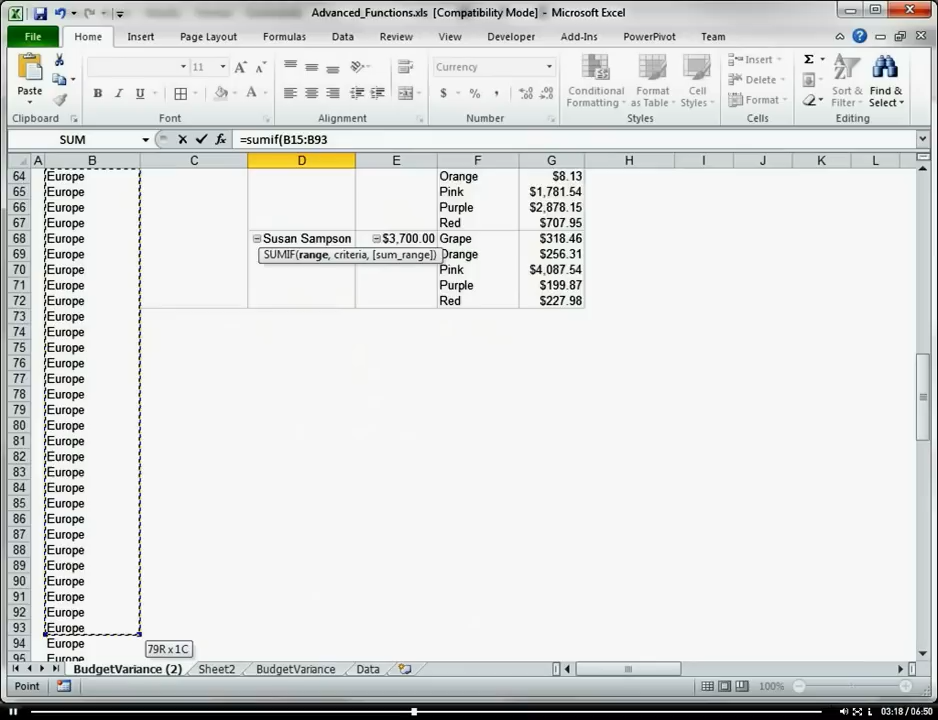 Advanced_Functions.xls [Compatibility Mode] - Microsoft Excel
File Home Insert Page Layout Formulas Data Review View Developer Add-Ins PowerPivot Team
11 Currency
Paste
B I U
$ % ,
Conditional Formatting
Format as Table
Cell Styles
Insert
Delete
Format
Sort & Filter
Find & Select
Clipboard Font Alignment Number Styles Cells Editing
SUM fx =sumif(B15:B93
A B C D E F G H I J K L
64 Europe Orange $8.13
65 Europe Pink $1,781.54
66 Europe Purple $2,878.15
67 Europe Red $707.95
68 Europe Susan Sampson $3,700.00 Grape $318.46
69 Europe SUMIF(range, criteria, [sum_range]) Orange $256.31
70 Europe Pink $4,087.54
71 Europe Purple $199.87
72 Europe Red $227.98
73 Europe
74 Europe
75 Europe
76 Europe
77 Europe
78 Europe
79 Europe
80 Europe
81 Europe
82 Europe
83 Europe
84 Europe
85 Europe
86 Europe
87 Europe
88 Europe
89 Europe
90 Europe
91 Europe
92 Europe
93 Europe
94 Europe
95 Europe
79R x 1C
BudgetVariance (2) Sheet2 BudgetVariance Data
Point 100%
03:18 / 06:50